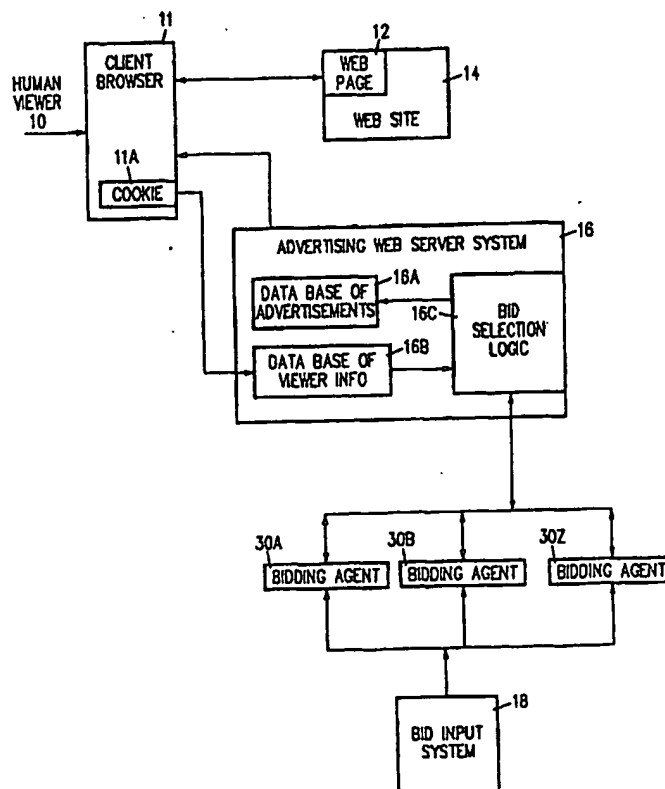 11
CLIENT
BROWSER
12
WEB
PAGE
14
WEB SITE
HUMAN
VIEWER
10
11A
COOKIE
16
ADVERTISING WEB SERVER SYSTEM
16A
DATA BASE OF
ADVERTISEMENTS
16B
DATA BASE OF
VIEWER INFO
16C
BID
SELECTION
LOGIC
30A
BIDDING AGENT
30B
BIDDING AGENT
30Z
BIDDING AGENT
18
BID INPUT
SYSTEM